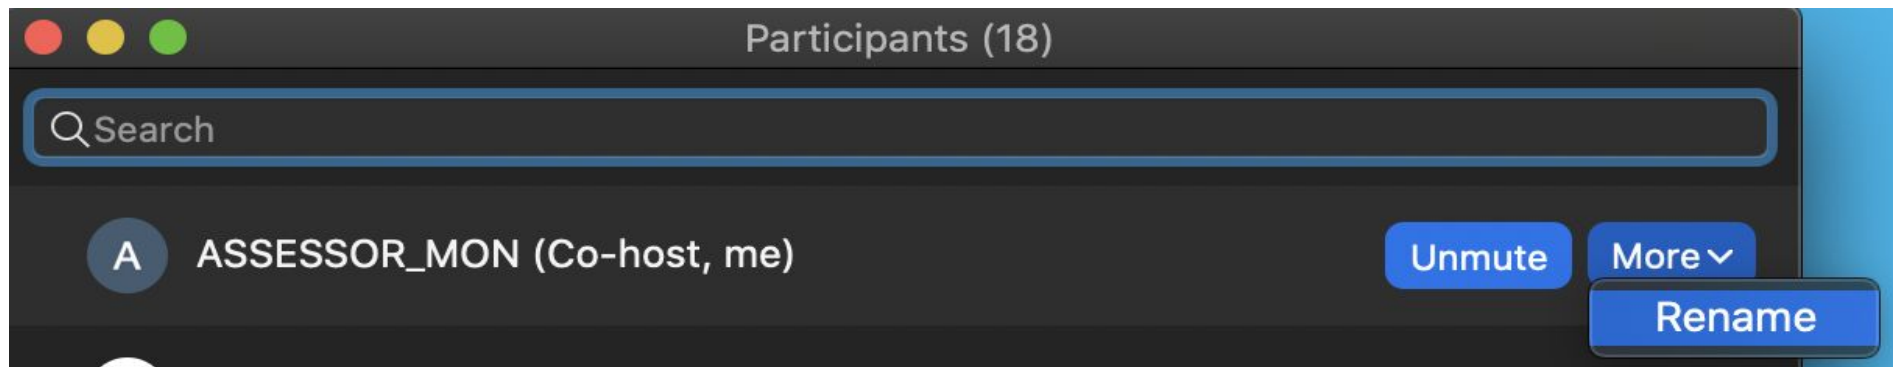 Participants (18)
Search
A ASSESSOR_MON (Co-host, me) Unmute More
Rename